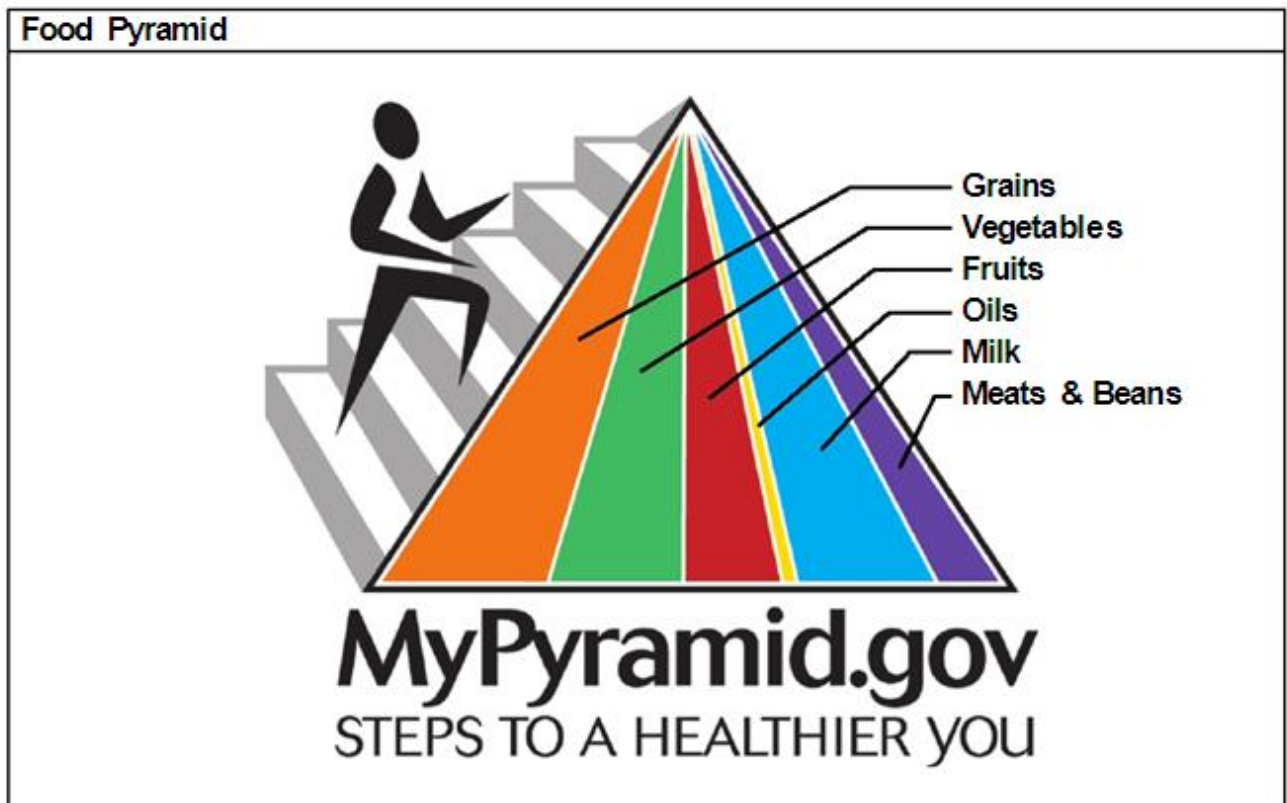 Food Pyramid
Grains
Vegetables
Fruits
Oils
Milk
Meats & Beans
MyPyramid.gov
STEPS TO A HEALTHIER YOU